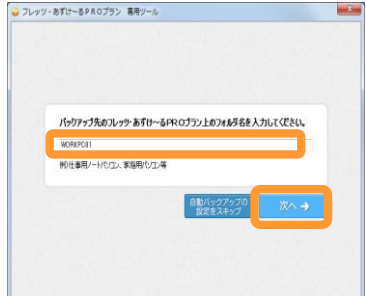 フレッツ・あずけ～るPROプラン 専用ツール
バックアップ先のフレッツ・あずけ～るPROプラン上のフォルダ名を入力してください。
WORKPC01
例)仕事用ノートパソコン、家庭用パソコン等
自動バックアップの
設定をスキップ
次へ →